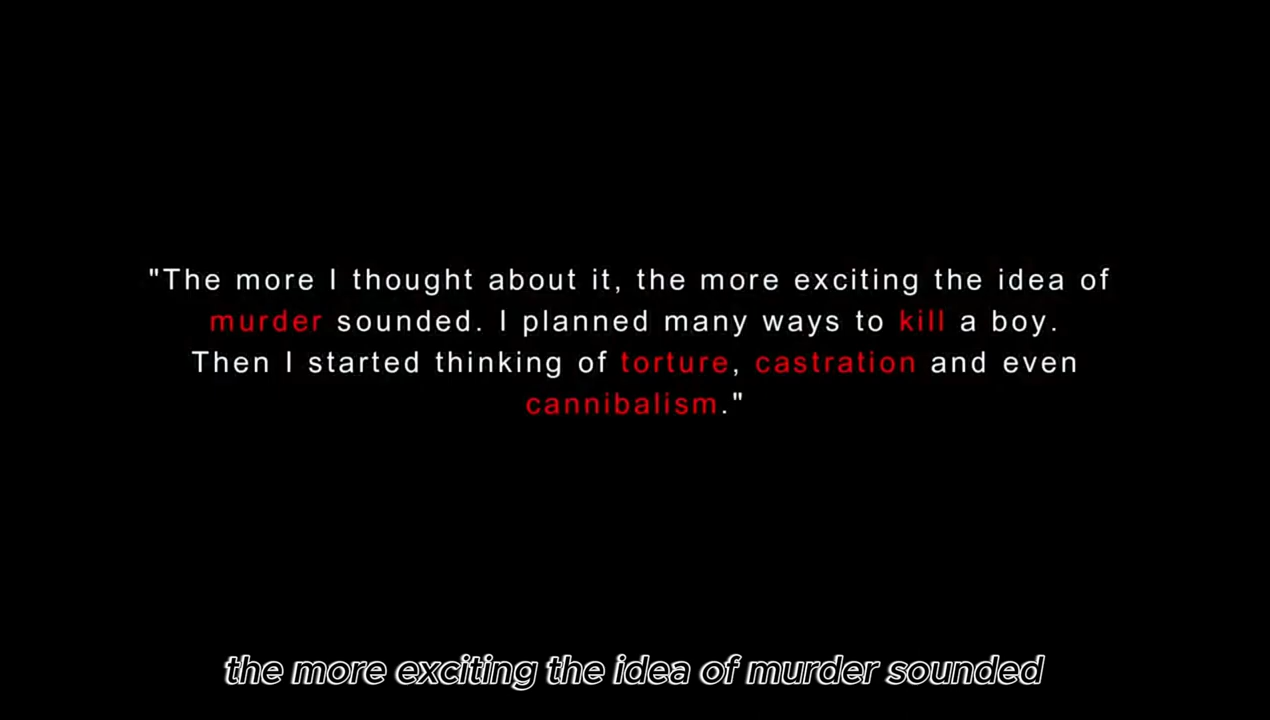 "The more I thought about it, the more exciting the idea of
murder sounded. I planned many ways to kill a boy.
Then I started thinking of torture, castration and even
cannibalism."
the more exciting the idea of murder sounded